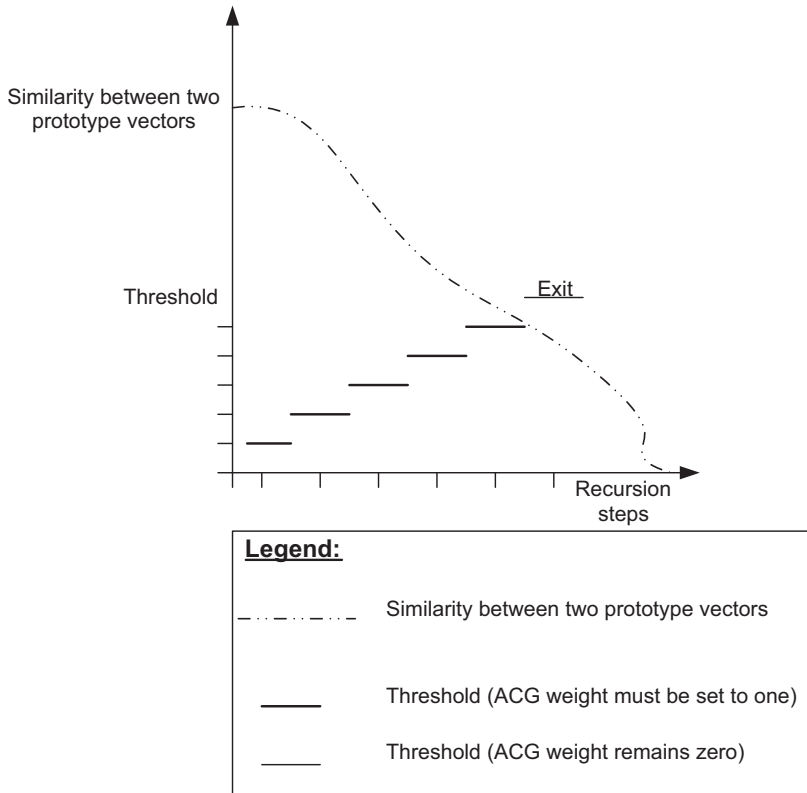 Similarity between two
prototype vectors
Threshold
Exit
Recursion
steps
Legend:
Similarity between two prototype vectors
Threshold (ACG weight must be set to one)
Threshold (ACG weight remains zero)